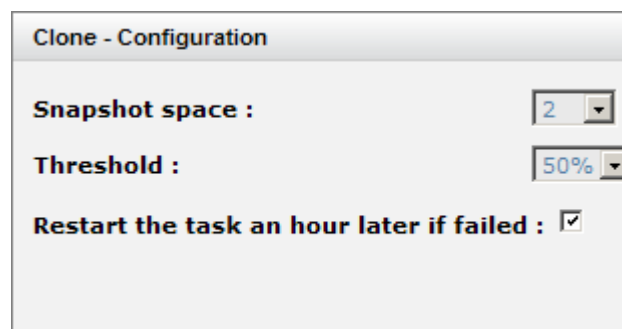 Clone - Configuration
Snapshot space : 2
Threshold : 50%
Restart the task an hour later if failed :